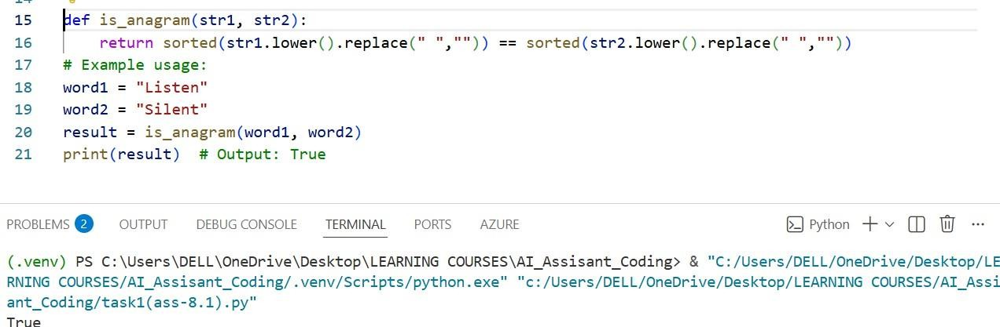 15 def is_anagram(str1, str2):
16     return sorted(str1.lower().replace(" ","")) == sorted(str2.lower().replace(" ",""))
17 # Example usage:
18 word1 = "Listen"
19 word2 = "Silent"
20 result = is_anagram(word1, word2)
21 print(result)  # Output: True
PROBLEMS 2 OUTPUT DEBUG CONSOLE TERMINAL PORTS AZURE Python
(.venv) PS C:\Users\DELL\OneDrive\Desktop\LEARNING COURSES\AI_Assisant_Coding> & "C:/Users/DELL/OneDrive/Desktop/LE
RNING COURSES/AI_Assisant_Coding/.venv/Scripts/python.exe" "c:/Users/DELL/OneDrive/Desktop/LEARNING COURSES/AI_Assi
ant_Coding/task1(ass-8.1).py"
True